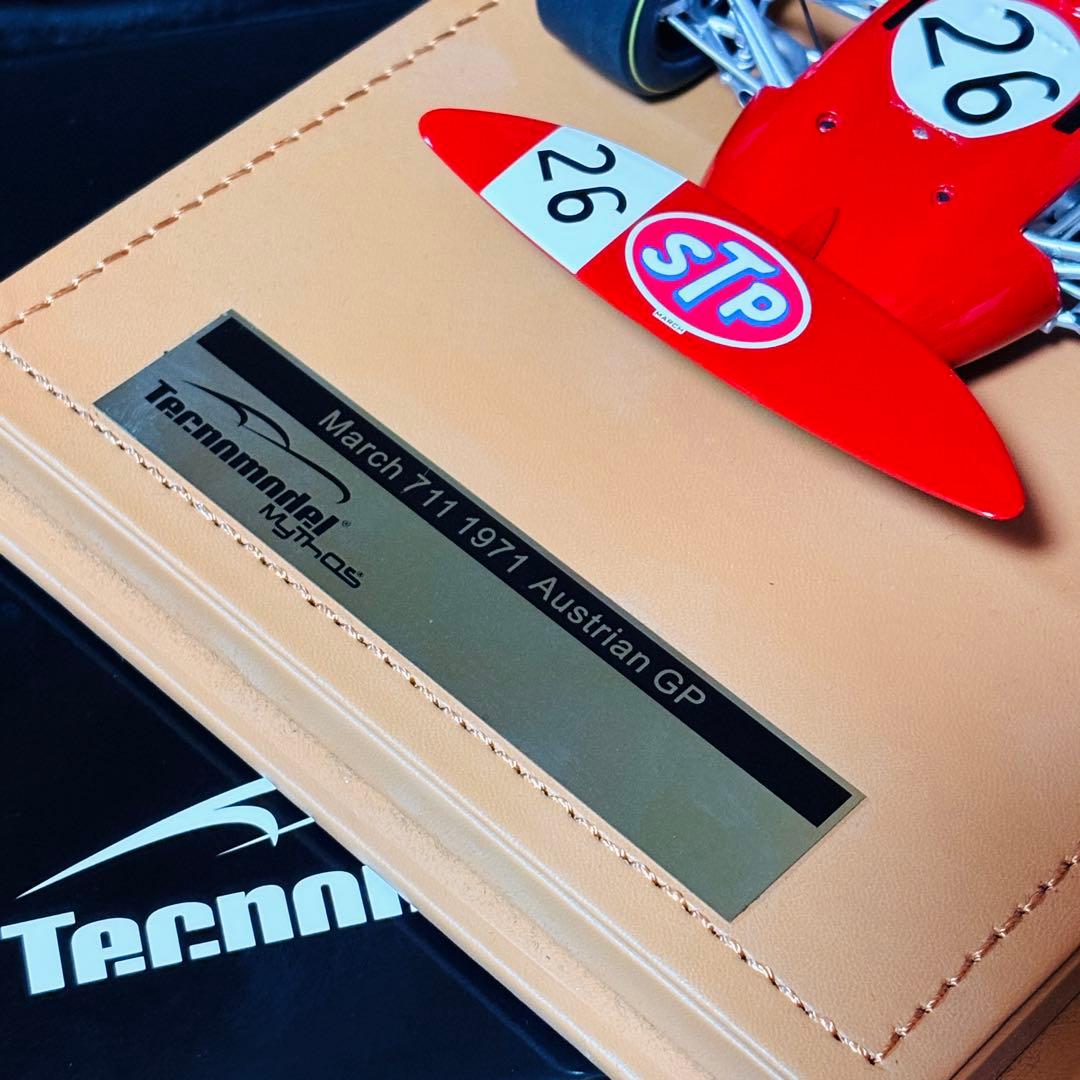 26
26
STP
MARCH
March 711 1971 Austrian GP
Tecnomodel®
MyThos®
Tecnom